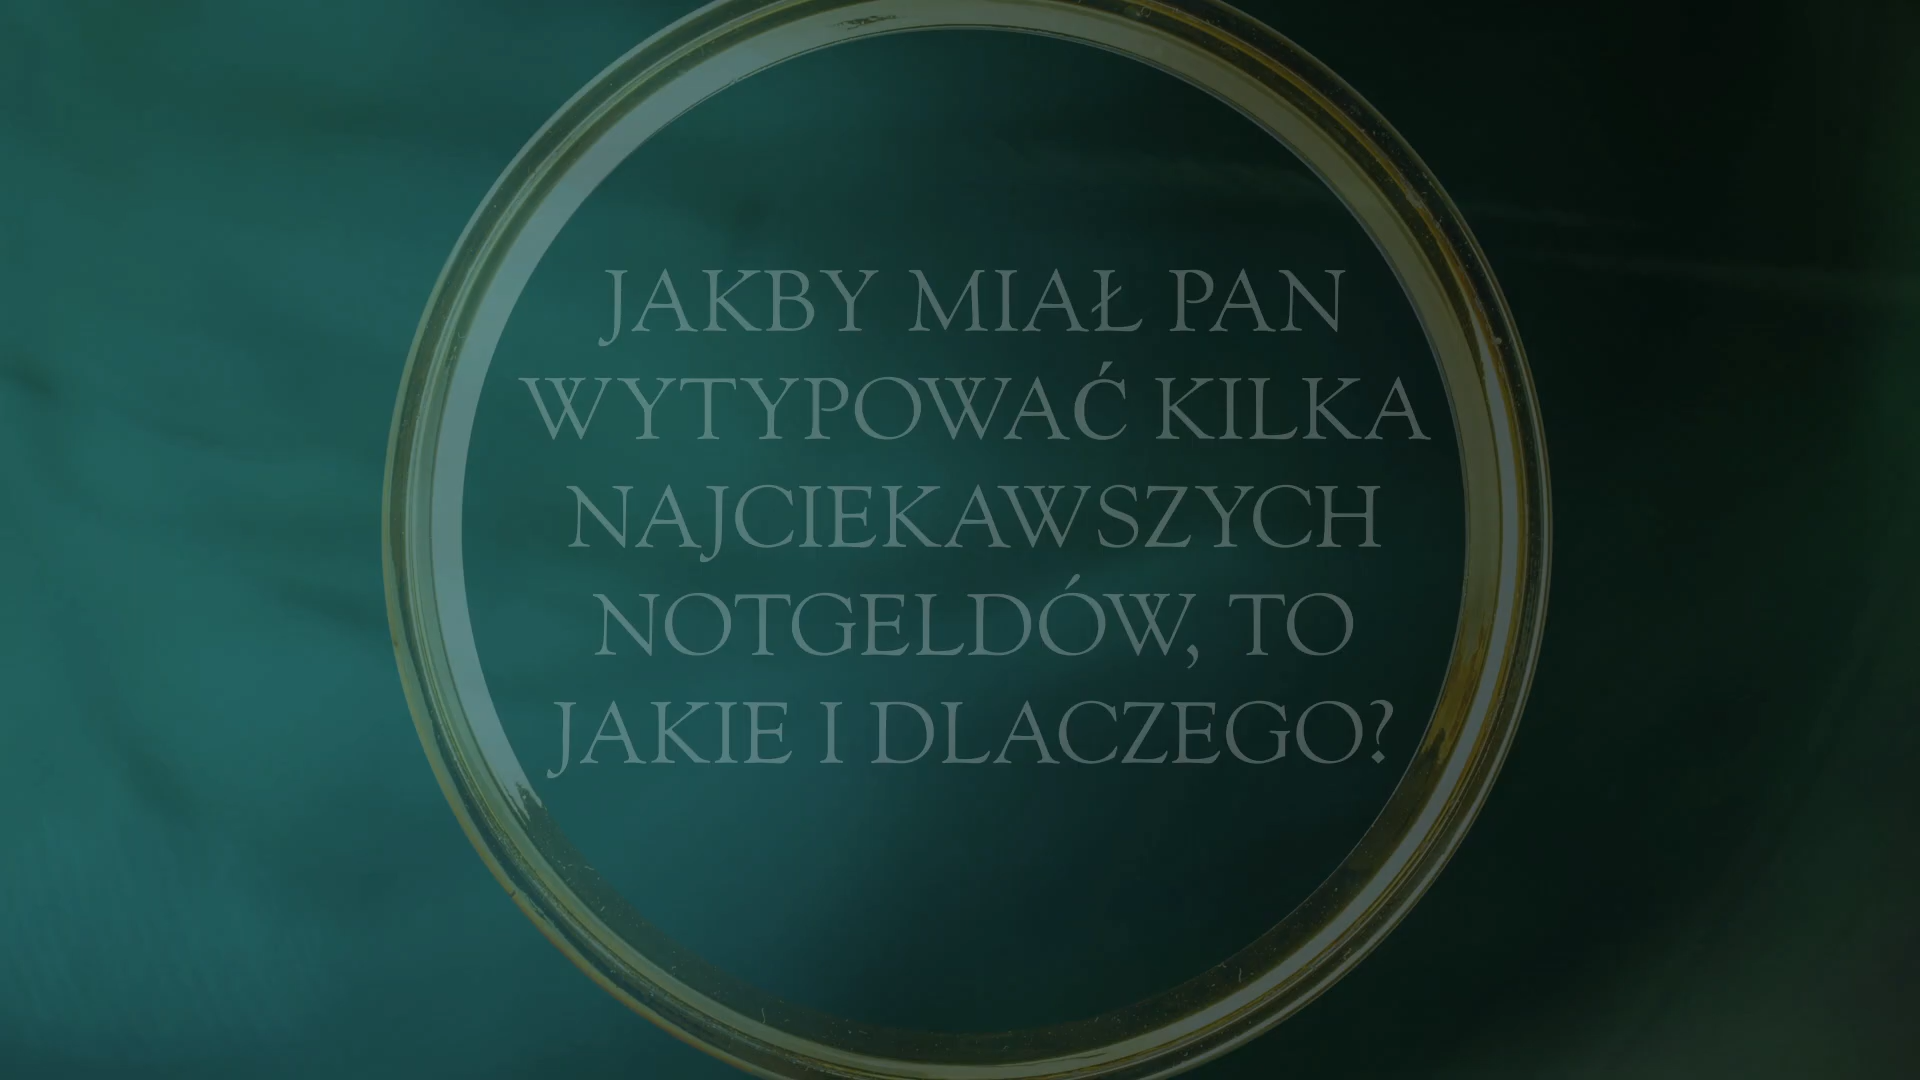 JAKBY MIAŁ PAN
WYTYPOWAĆ KILKA
NAJCIEKAWSZYCH
NOTGELDÓW, TO
JAKIE I DLACZEGO?